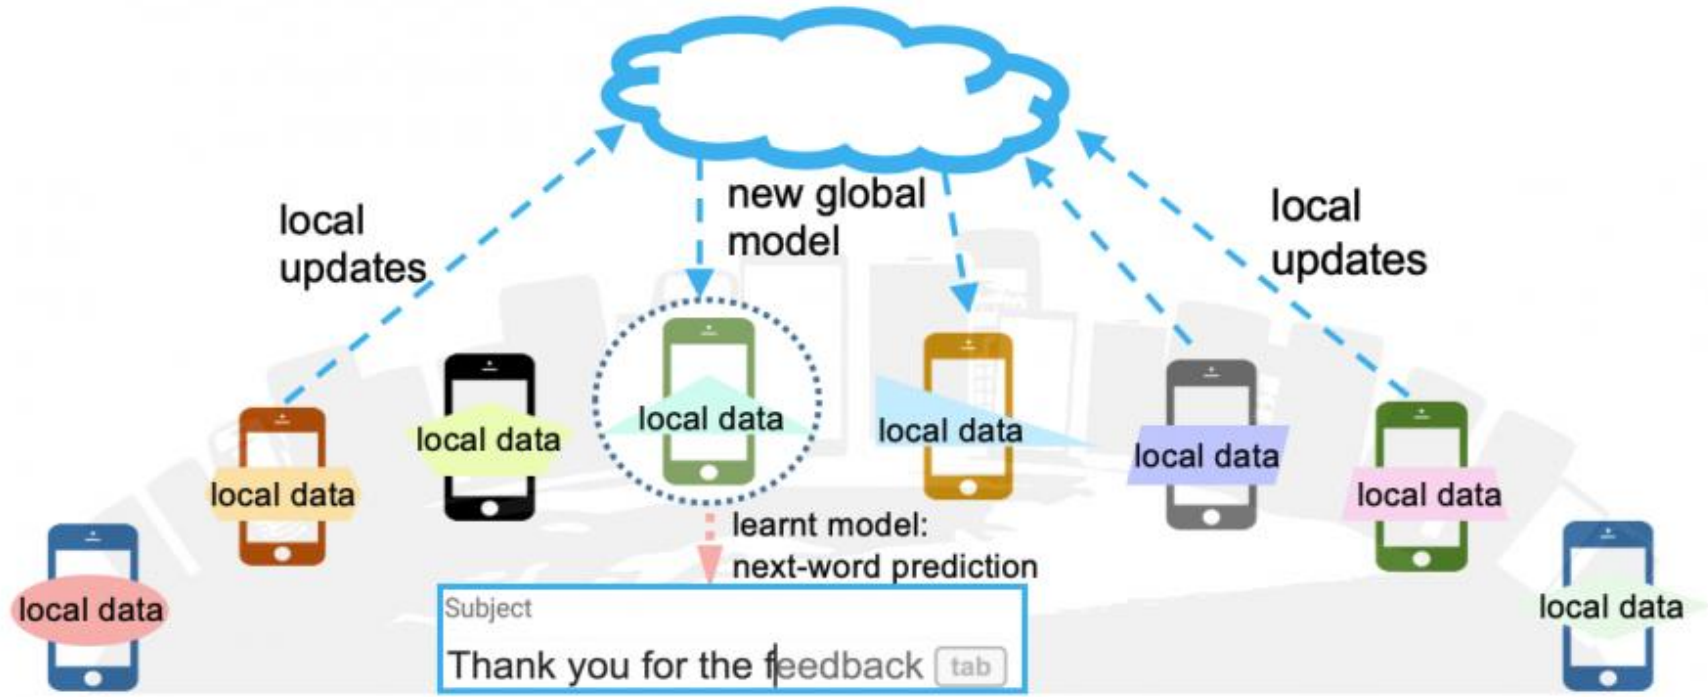 local
updates
new global
model
local
updates
local data
local data
local data
local data
local data
local data
local data
local data
learnt model:
next-word prediction
Subject
Thank you for the feedback tab